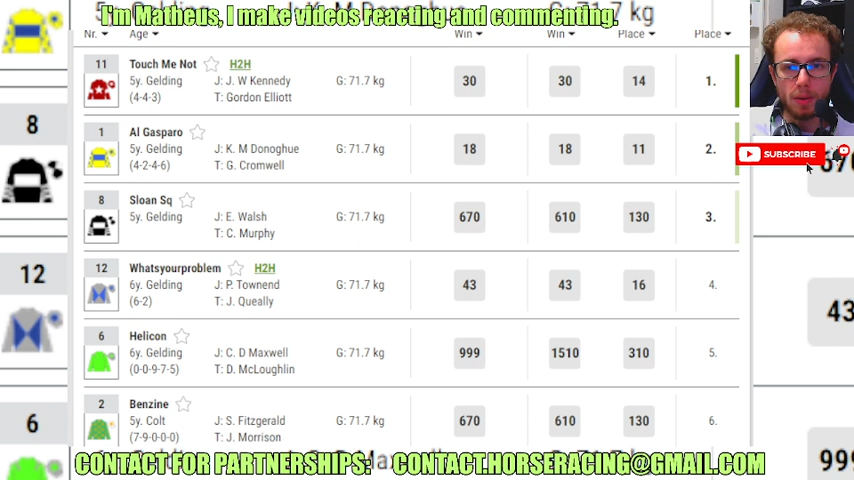 I'm Matheus, I make videos reacting and commenting.
Nr. Age Win Win Place Place
11 Touch Me Not H2H
5y. Gelding J: J. W Kennedy G: 71.7 kg 30 30 14 1.
(4-4-3) T: Gordon Elliott
1 Al Gasparo
5y. Gelding J: K. M Donoghue G: 71.7 kg 18 18 11 2.
(4-2-4-6) T: G. Cromwell
8 Sloan Sq
5y. Gelding J: E. Walsh G: 71.7 kg 670 610 130 3.
T: C. Murphy
12 Whatsyourproblem H2H
6y. Gelding J: P. Townend G: 71.7 kg 43 43 16 4.
(6-2) T: J. Queally
6 Helicon
6y. Gelding J: C. D Maxwell G: 71.7 kg 999 1510 310 5.
(0-0-9-7-5) T: D. McLoughlin
2 Benzine
5y. Colt J: S. Fitzgerald G: 71.7 kg 670 610 130 6.
(7-9-0-0-0) T: J. Morrison
CONTACT FOR PARTNERSHIPS: CONTACT.HORSERACING@GMAIL.COM
SUBSCRIBE
8
12
6
43
999